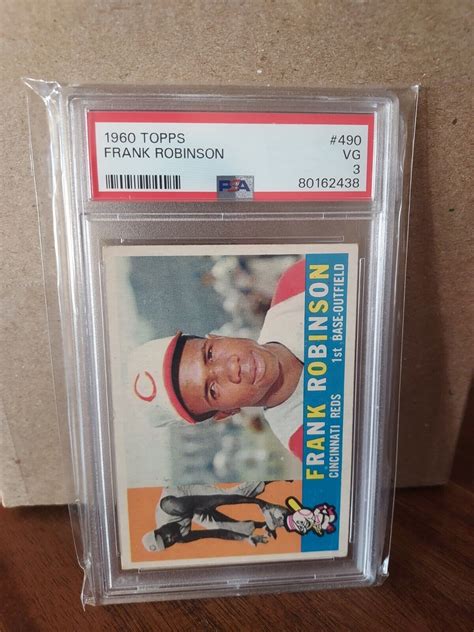 1960 TOPPS #490
FRANK ROBINSON VG
3
PSA 80162438
FRANK ROBINSON
CINCINNATI REDS 1st BASE-OUTFIELD
C